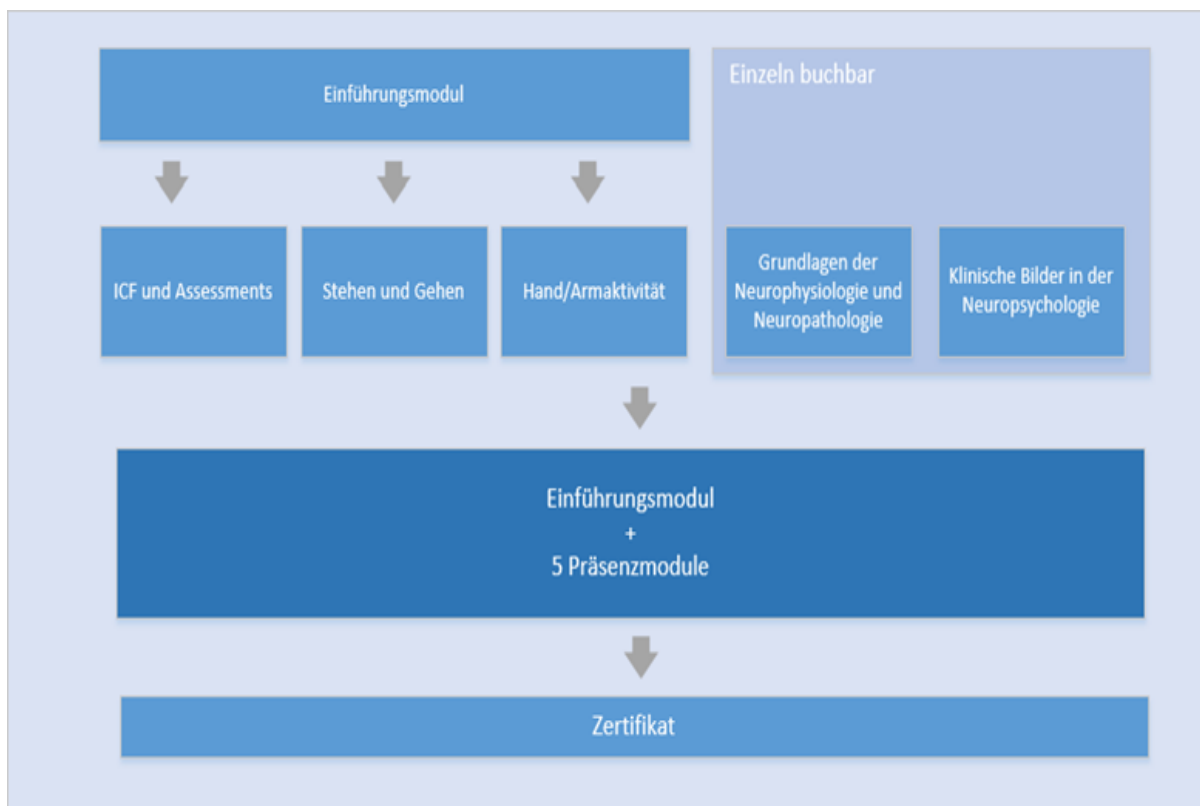 Einführungsmodul
Einzeln buchbar
ICF und Assessments
Stehen und Gehen
Hand/Armaktivität
Grundlagen der
Neurophysiologie und
Neuropathologie
Klinische Bilder in der
Neuropsychologie
Einführungsmodul
+
5 Präsenzmodule
Zertifikat